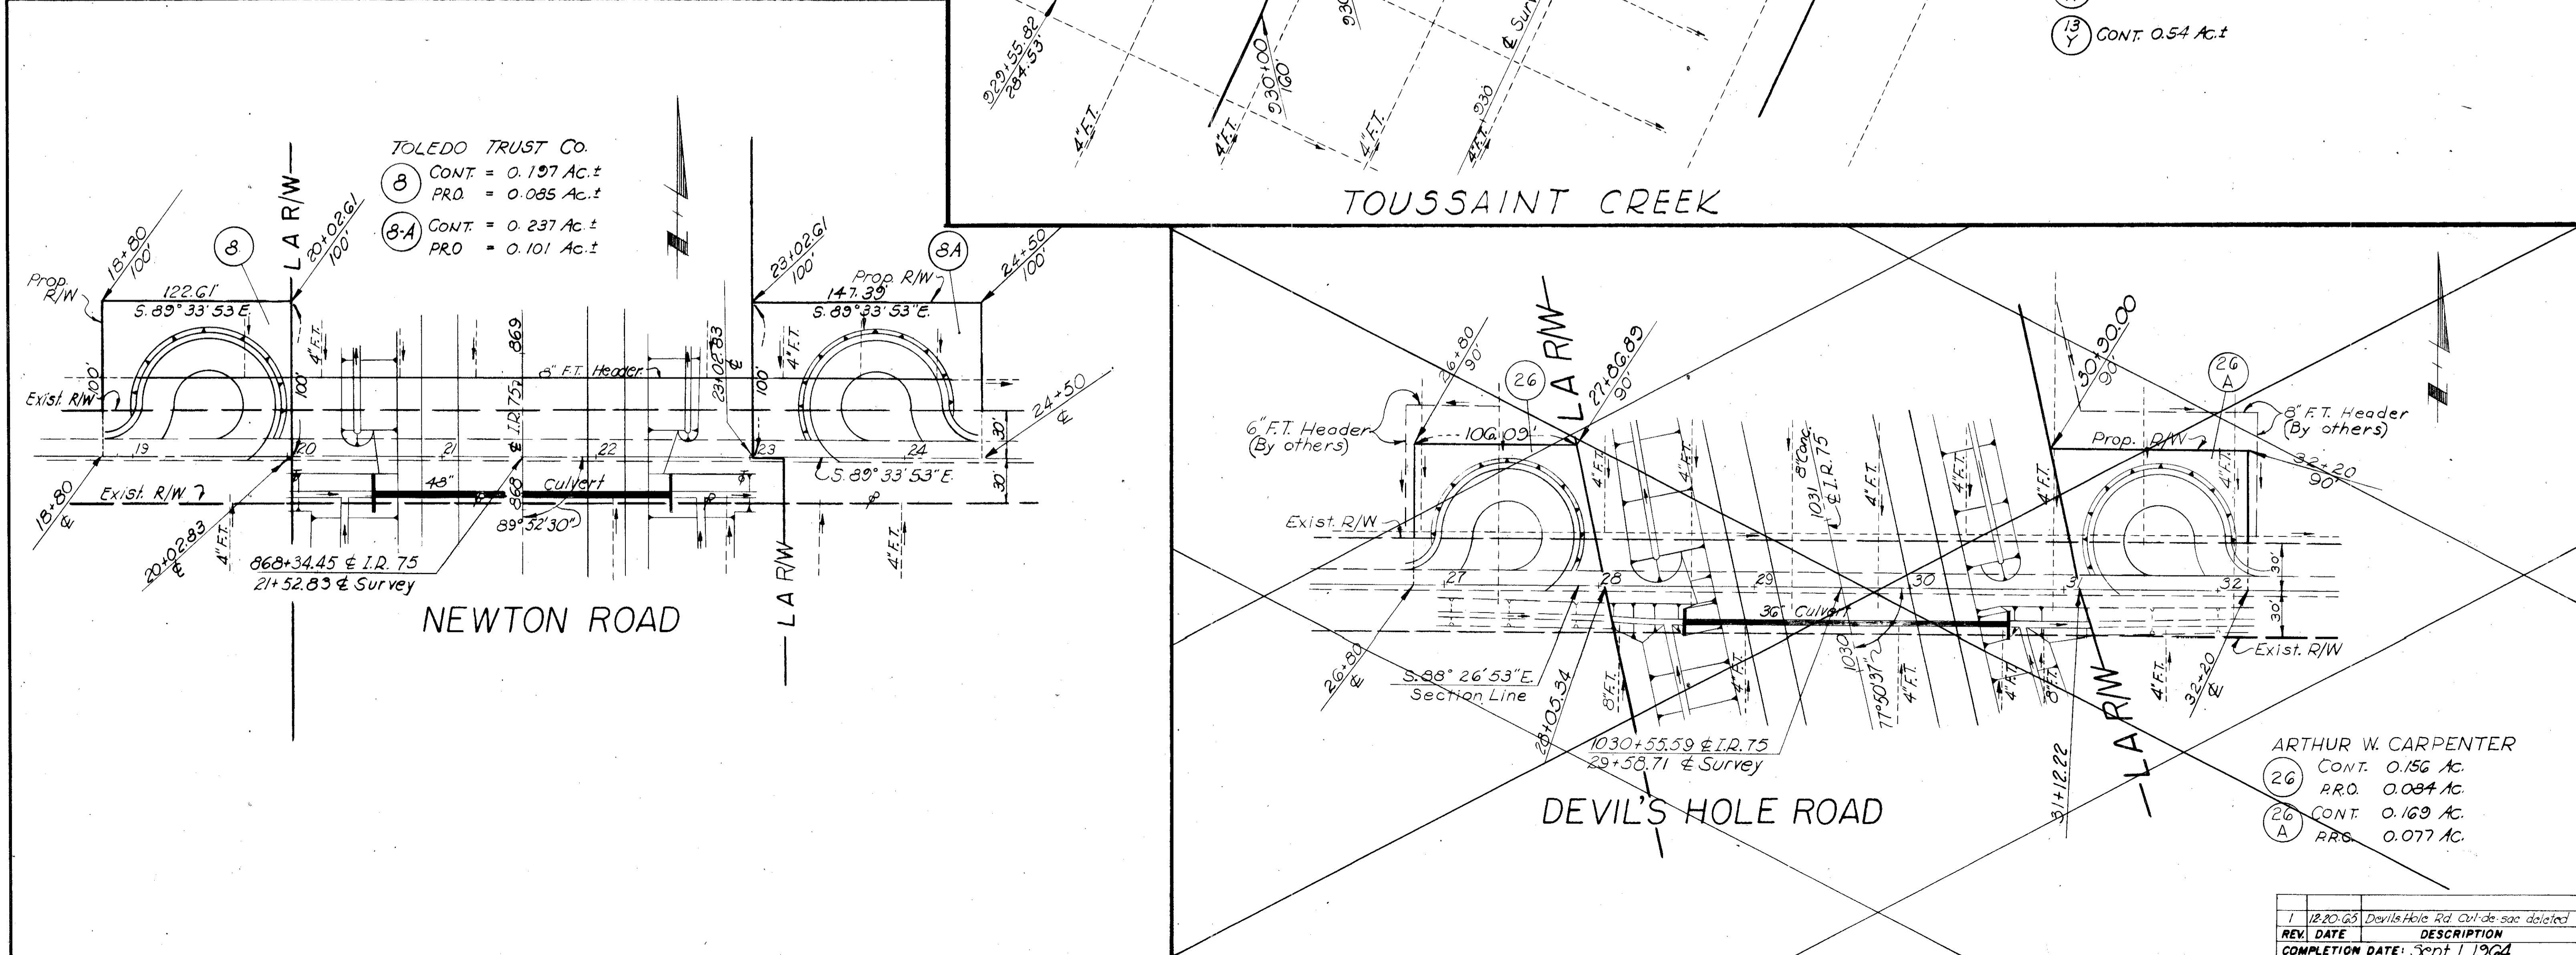 929+55.82
284.53'
4" F.T.
4" F.T.
930+00
160'
4" F.T.
930
4" F.T.
TOUSSAINT CREEK
13
Y
CONT. 0.54 Ac.±
TOLEDO TRUST CO.
8
CONT. = 0.197 Ac.±
P.R.O. = 0.085 Ac.±
8-A
CONT. = 0.237 Ac.±
PRO = 0.101 Ac.±
N
Prop.
R/W
18+80
100'
8
LA R/W
20+02.61
100'
122.61'
S. 89° 33' 53 E.
100'
4" F.T.
100'
Exist. R/W
869
℄ I.R. 75
868
8" F.T. Header
23+02.83
℄
23+02.61
100'
100'
4" F.T.
Prop. R/W
147.39'
S. 89° 33' 53" E.
8A
24+50
100'
24+50
℄
30'
30'
19
20
21
22
23
24
S. 89° 33' 53" E.
Exist. R/W
48"
Culvert
89° 52' 30"
18+80
℄
20+02.83
℄
4" F.T.
4" F.T.
868+34.45 ℄ I.R. 75
21+52.83 ℄ Survey
LA R/W
NEWTON ROAD
N
6" F.T. Header
(By others)
26+80
90'
26
LA R/W
27+86.89
90'
106.09'
30+90.00
90'
26
A
8" F.T. Header
(By others)
Prop. R/W
32+20
90'
4" F.T.
4" F.T.
4" F.T.
8" Conc.
1031
℄ I.R. 75
4" F.T.
4" F.T.
4" F.T.
Exist. R/W
27
28
29
30
32
30'
30'
36" Culvert
1030
77° 50' 37"
26+80
℄
S. 88° 26' 53" E.
Section Line
28+05.34
8" F.T.
4" F.T.
4" F.T.
4" F.T.
8" F.T.
4" F.T.
32+20
℄
Exist. R/W
1030+55.59 ℄ I.R. 75
29+58.71 ℄ Survey
31+12.22
LA R/W
DEVIL'S HOLE ROAD
ARTHUR W. CARPENTER
26
CONT. 0.156 AC.
P.R.O. 0.084 AC.
26
A
CONT. 0.169 AC.
P.R.O. 0.077 AC.
1 12-20-65 Devils Hole Rd. Cul-de-sac deleted
REV. DATE DESCRIPTION
COMPLETION DATE: Sept 1 1964